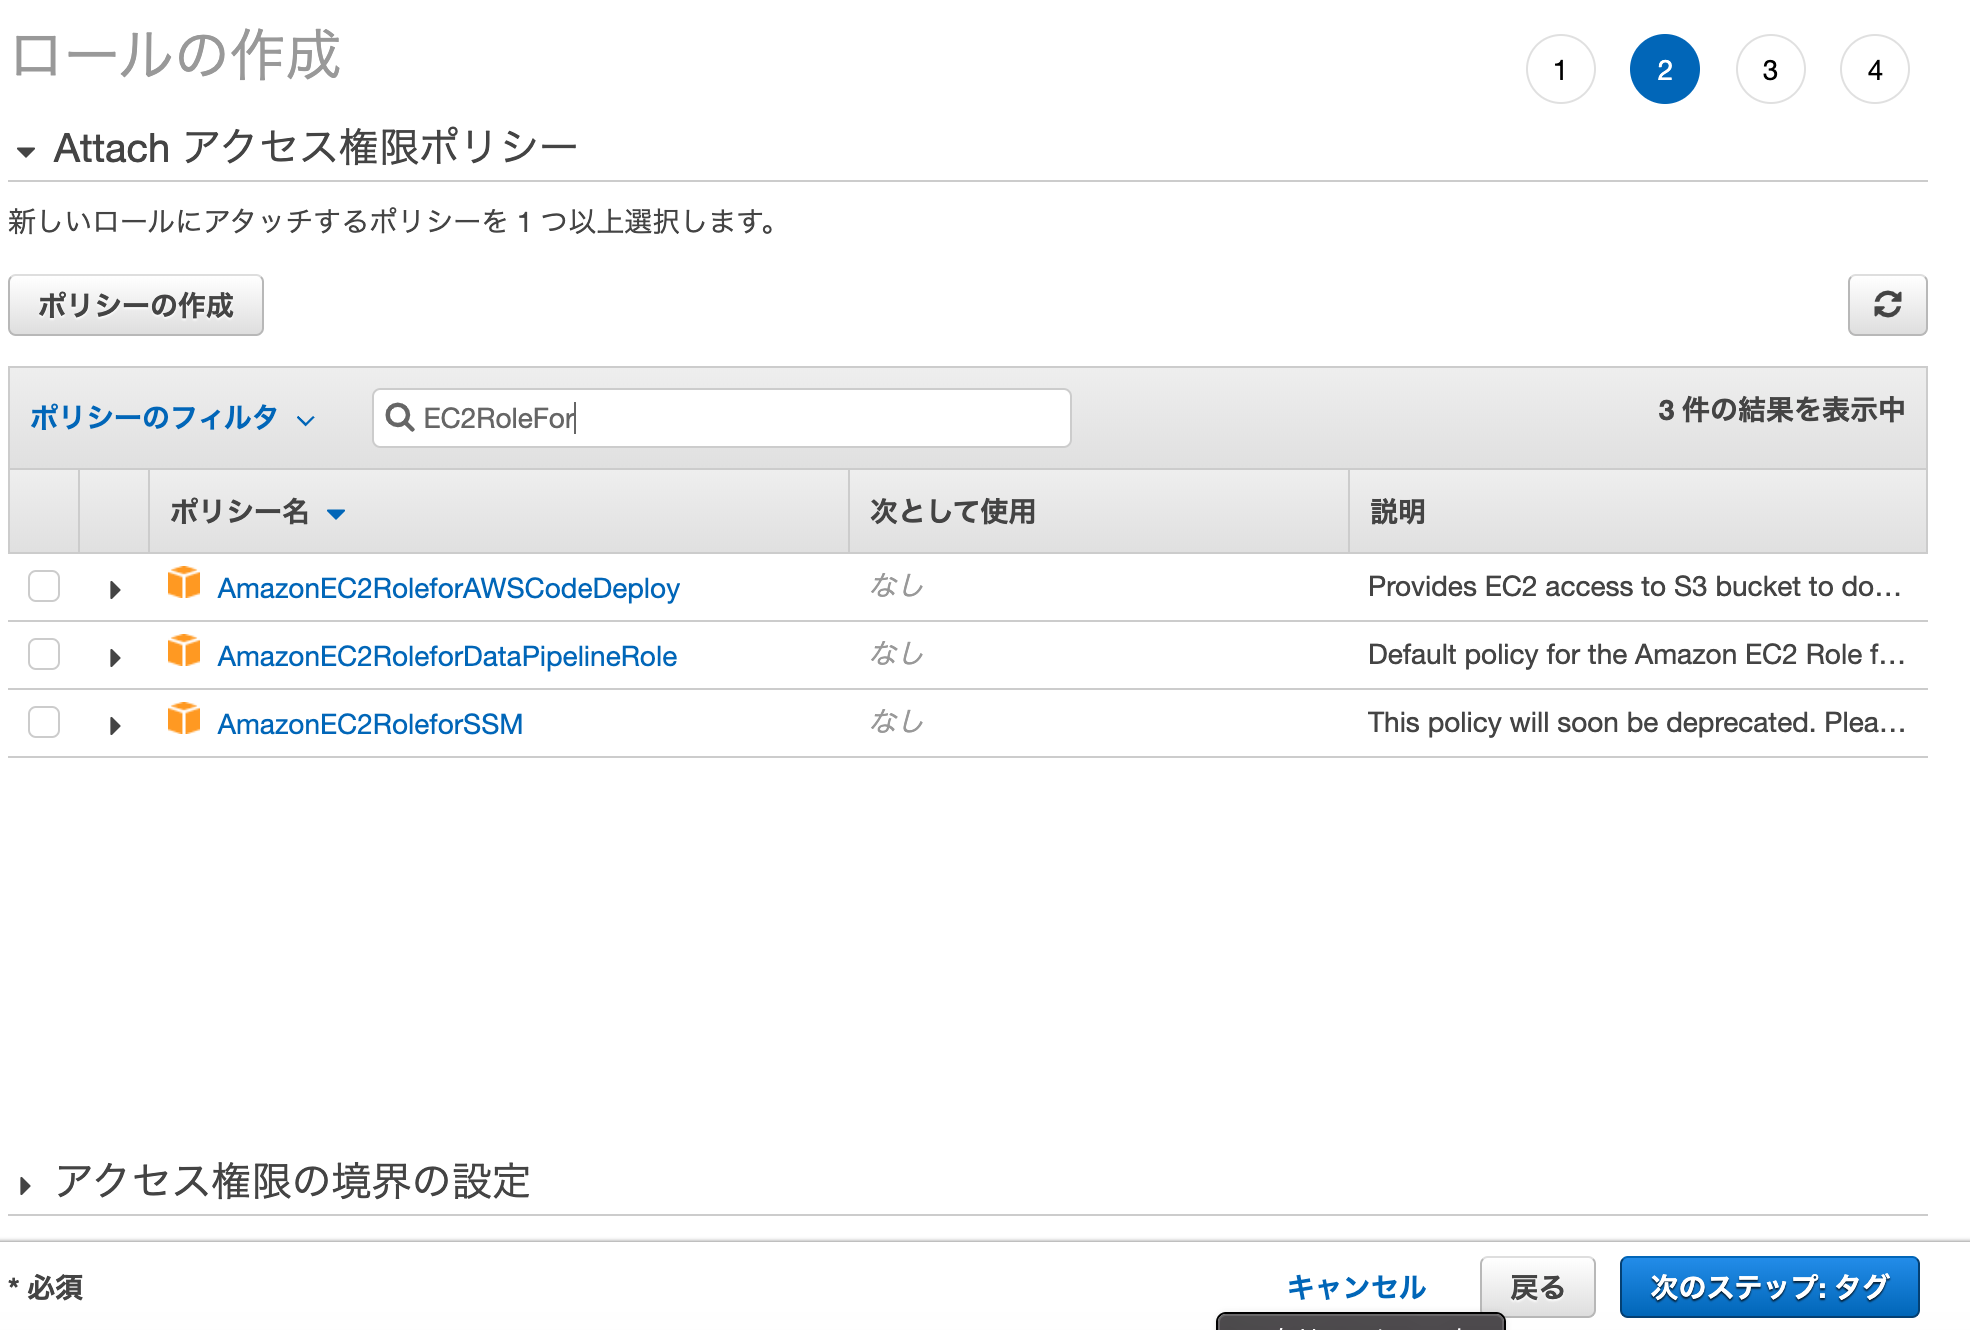 ロールの作成
1 2 3 4
Attach アクセス権限ポリシー
新しいロールにアタッチするポリシーを 1 つ以上選択します。
ポリシーの作成
ポリシーのフィルタ EC2RoleFor 3 件の結果を表示中
ポリシー名 次として使用 説明
AmazonEC2RoleforAWSCodeDeploy なし Provides EC2 access to S3 bucket to do…
AmazonEC2RoleforDataPipelineRole なし Default policy for the Amazon EC2 Role f…
AmazonEC2RoleforSSM なし This policy will soon be deprecated. Plea…
アクセス権限の境界の設定
* 必須 キャンセル 戻る 次のステップ: タグ